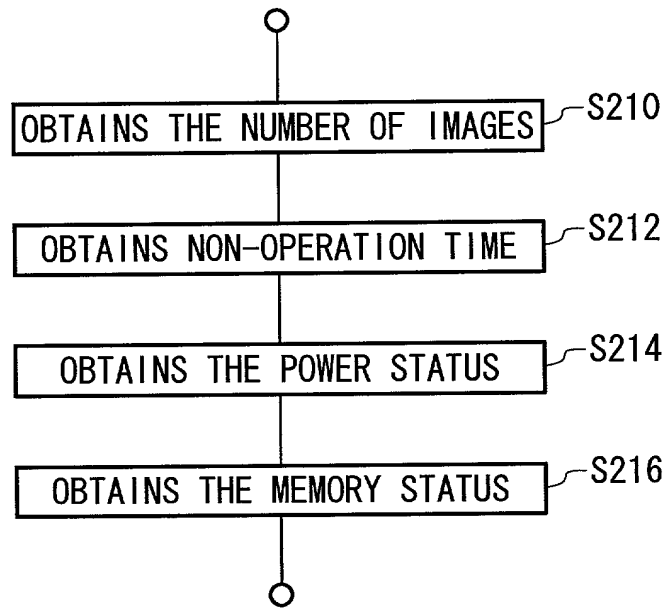 OBTAINS THE NUMBER OF IMAGES S210
OBTAINS NON-OPERATION TIME S212
OBTAINS THE POWER STATUS S214
OBTAINS THE MEMORY STATUS S216